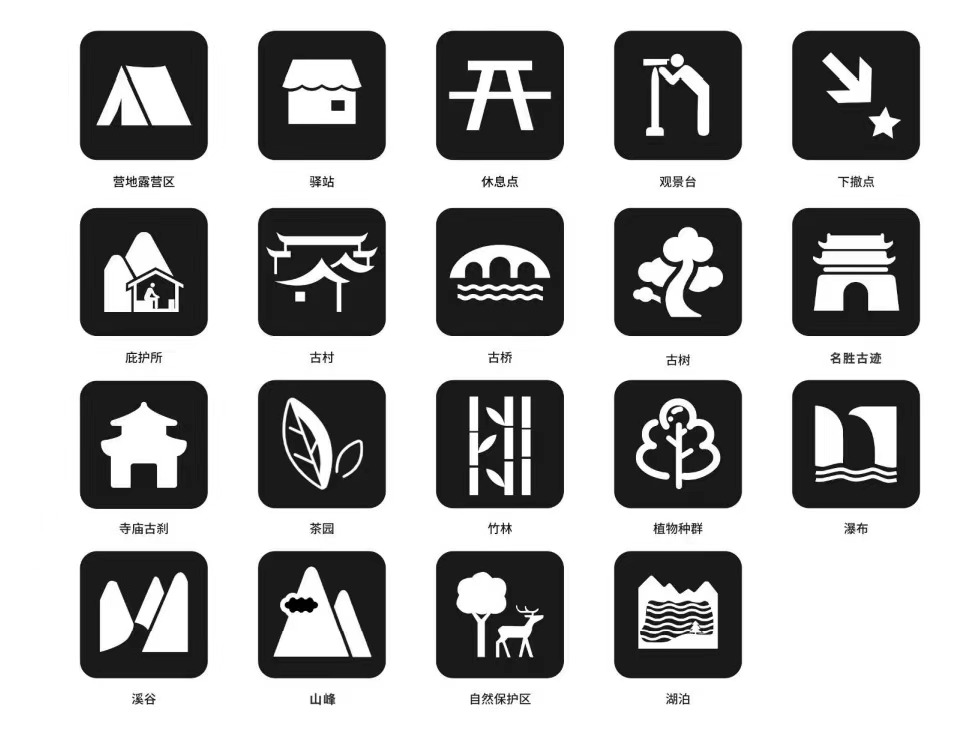 营地露营区
驿站
休息点
观景台
下撤点
庇护所
古村
古桥
古树
名胜古迹
寺庙古刹
茶园
竹林
植物种群
瀑布
溪谷
山峰
自然保护区
湖泊